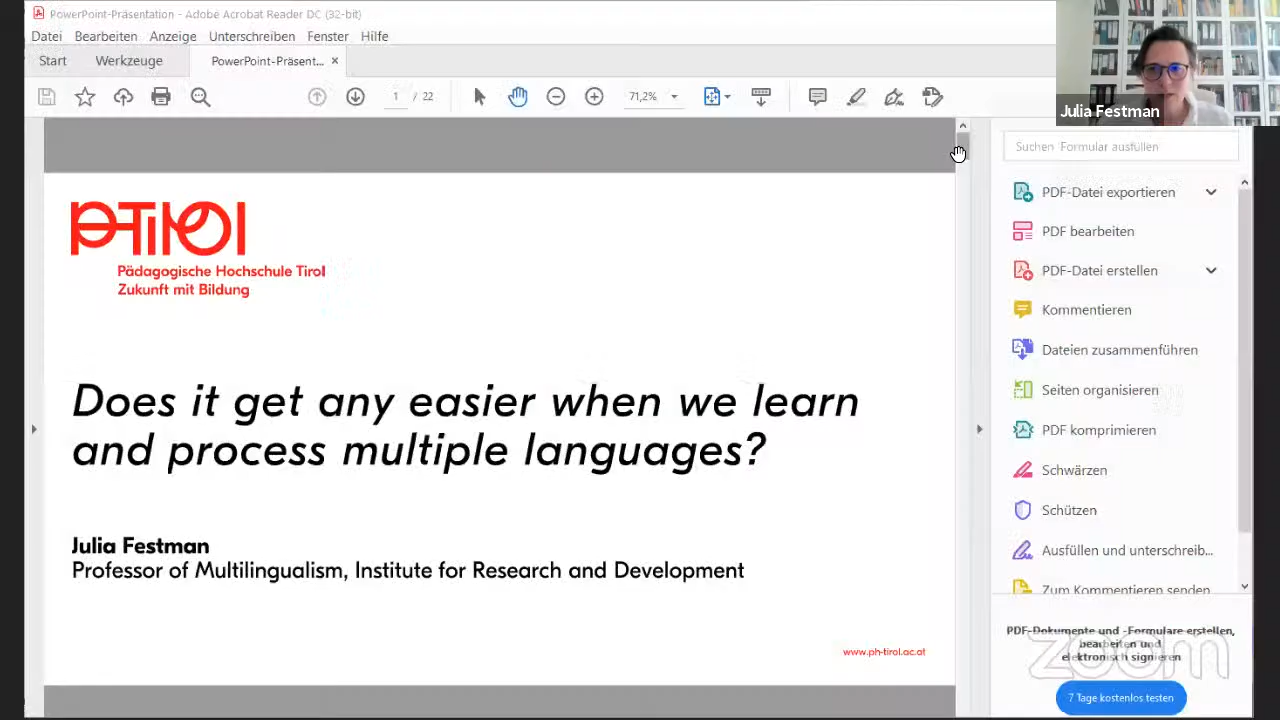 PowerPoint-Präsentation - Adobe Acrobat Reader DC (32-bit)
Datei Bearbeiten Anzeige Unterschreiben Fenster Hilfe
Start Werkzeuge PowerPoint-Präsent... ×
1 / 22 71,2%
Julia Festman
Suchen Formular ausfüllen
PDF-Datei exportieren
PDF bearbeiten
PDF-Datei erstellen
Kommentieren
Dateien zusammenführen
Seiten organisieren
PDF komprimieren
Schwärzen
Schützen
Ausfüllen und unterschreib...
Zum Kommentieren senden
PDF-Dokumente und -Formulare erstellen,
bearbeiten und
elektronisch signieren
7 Tage kostenlos testen
zoom
PHTirol
Pädagogische Hochschule Tirol
Zukunft mit Bildung
Does it get any easier when we learn
and process multiple languages?
Julia Festman
Professor of Multilingualism, Institute for Research and Development
www.ph-tirol.ac.at